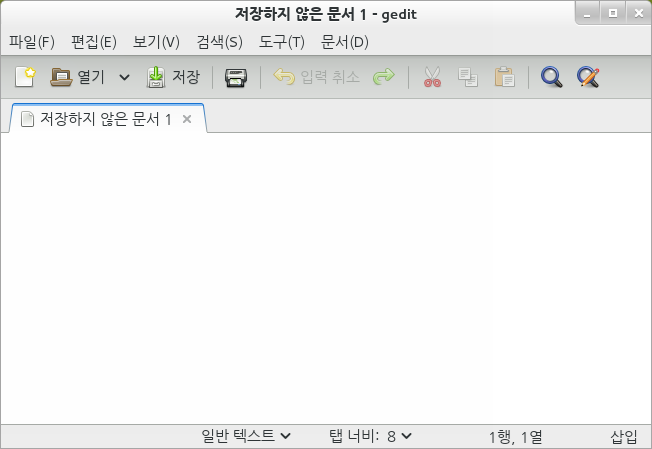 저장하지 않은 문서 1 - gedit
파일(F) 편집(E) 보기(V) 검색(S) 도구(T) 문서(D)
열기 저장 입력 취소
저장하지 않은 문서 1
일반 텍스트 탭 너비: 8 1행, 1열 삽입